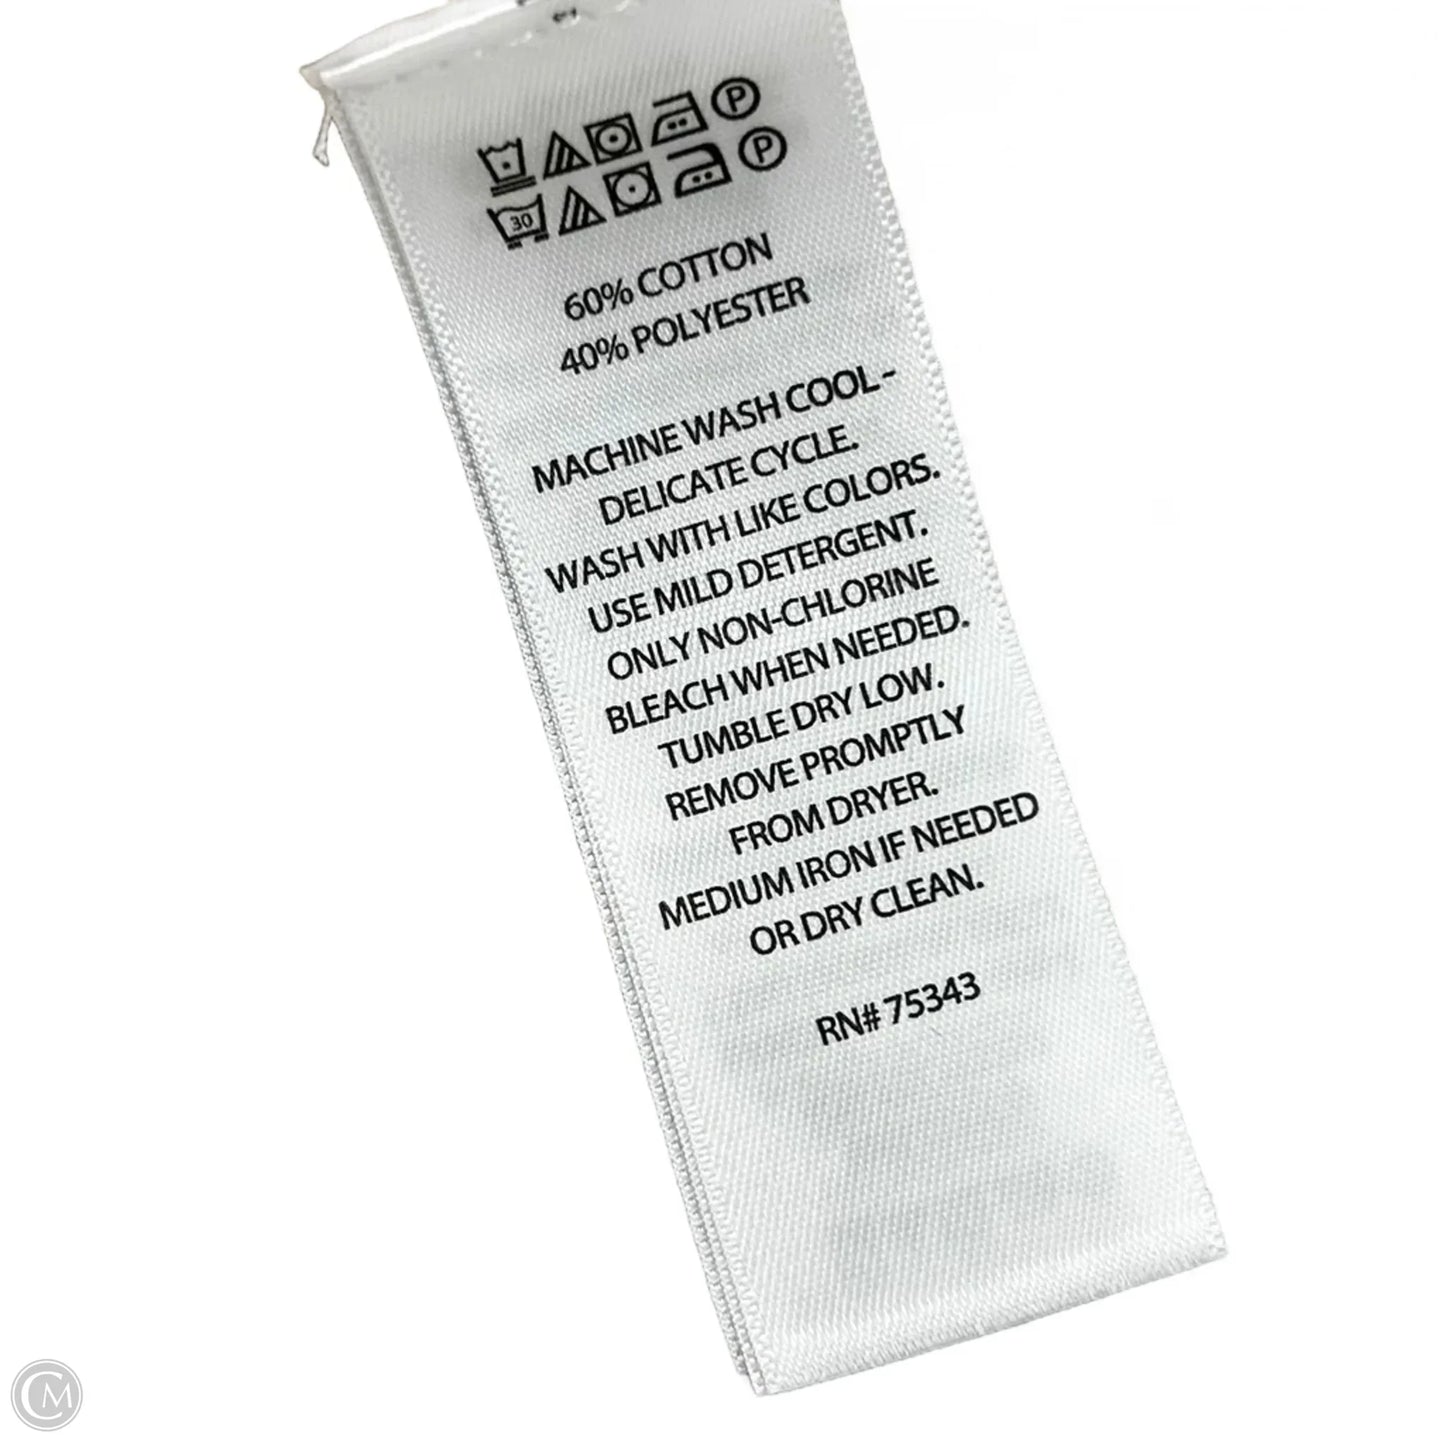 P
30 P
60% COTTON
40% POLYESTER
MACHINE WASH COOL -
DELICATE CYCLE.
WASH WITH LIKE COLORS.
USE MILD DETERGENT.
ONLY NON-CHLORINE
BLEACH WHEN NEEDED.
TUMBLE DRY LOW.
REMOVE PROMPTLY
FROM DRYER.
MEDIUM IRON IF NEEDED
OR DRY CLEAN.
RN# 75343
CM